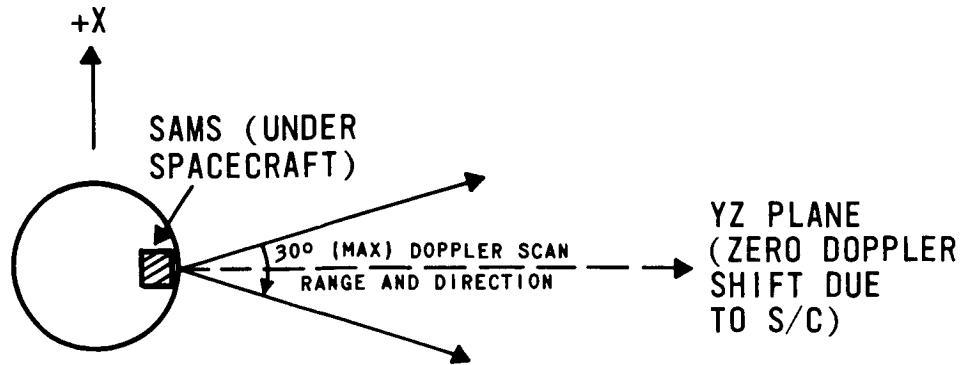 +X
SAMS (UNDER
SPACECRAFT)
30° (MAX) DOPPLER SCAN
RANGE AND DIRECTION
YZ PLANE
(ZERO DOPPLER
SHIFT DUE
TO S/C)